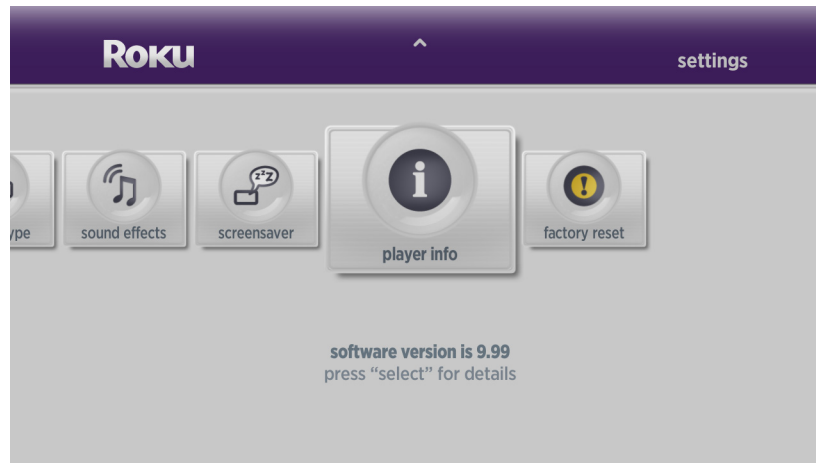 Roku
settings
ype
sound effects
screensaver
zzz
player info
factory reset
software version is 9.99
press “select” for details